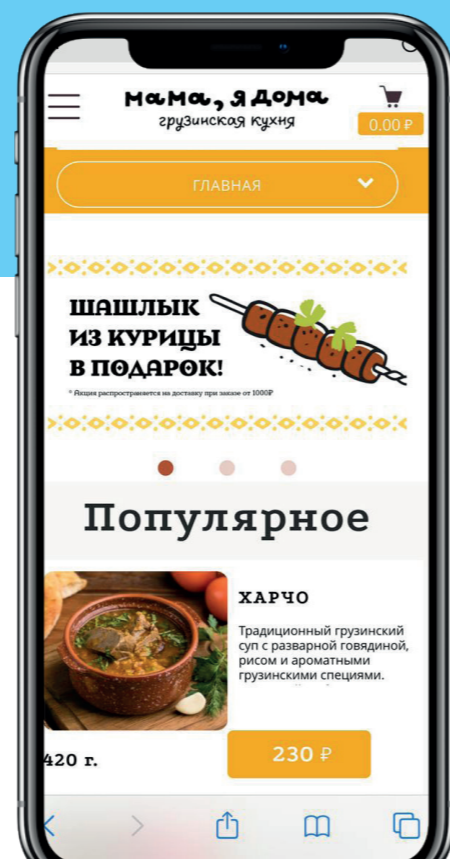 мама, я дома
грузинская кухня
0.00 ₽
ГЛАВНАЯ
ШАШЛЫК
ИЗ КУРИЦЫ
В ПОДАРОК!
* Акция распространяется на доставку при заказе от 1000₽
Популярное
ХАРЧО
Традиционный грузинский
суп с разварной говядиной,
рисом и ароматными
грузинскими специями.
420 г.
230 ₽